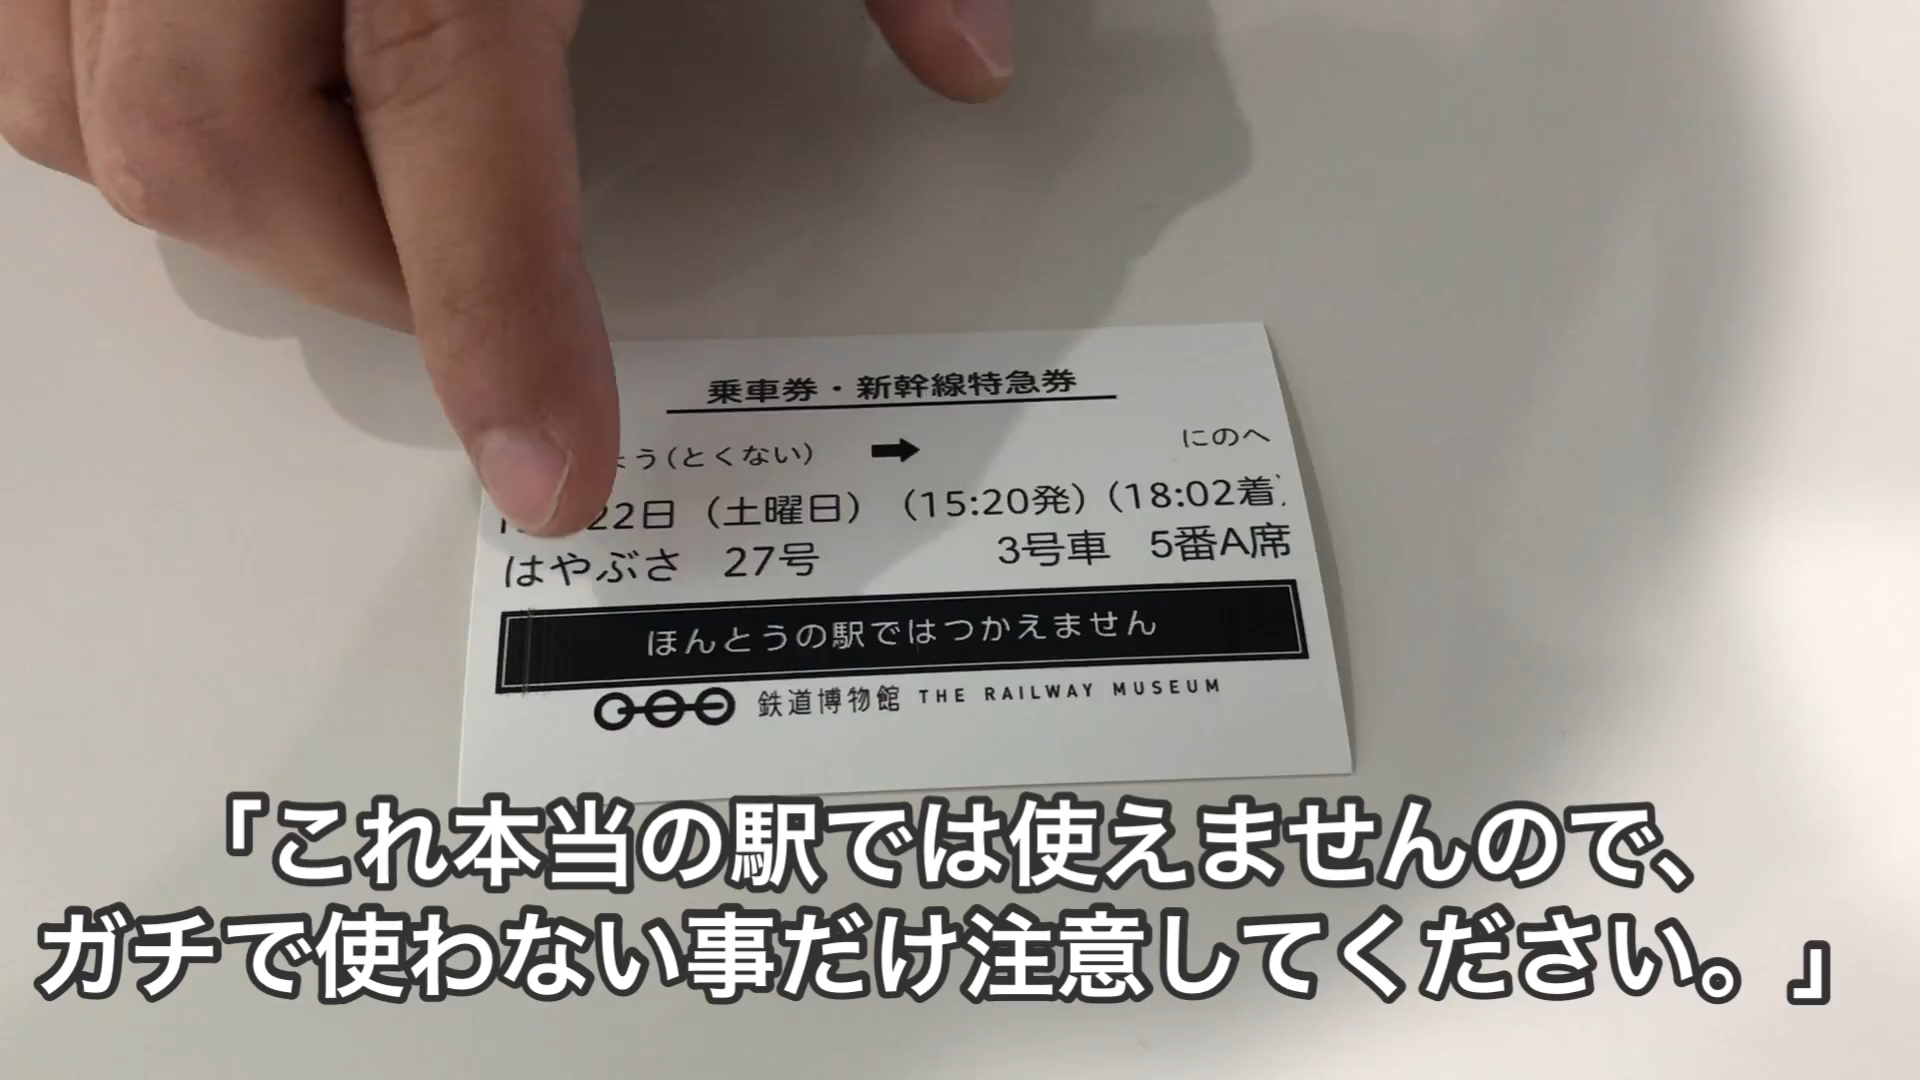 乗車券・新幹線特急券
う(とくない) ➡ にのへ
22日 (土曜日) (15:20発) (18:02着)
はやぶさ 27号 3号車 5番A席
ほんとうの駅ではつかえません
鉄道博物館 THE RAILWAY MUSEUM
「これ本当の駅では使えませんので、
ガチで使わない事だけ注意してください。」